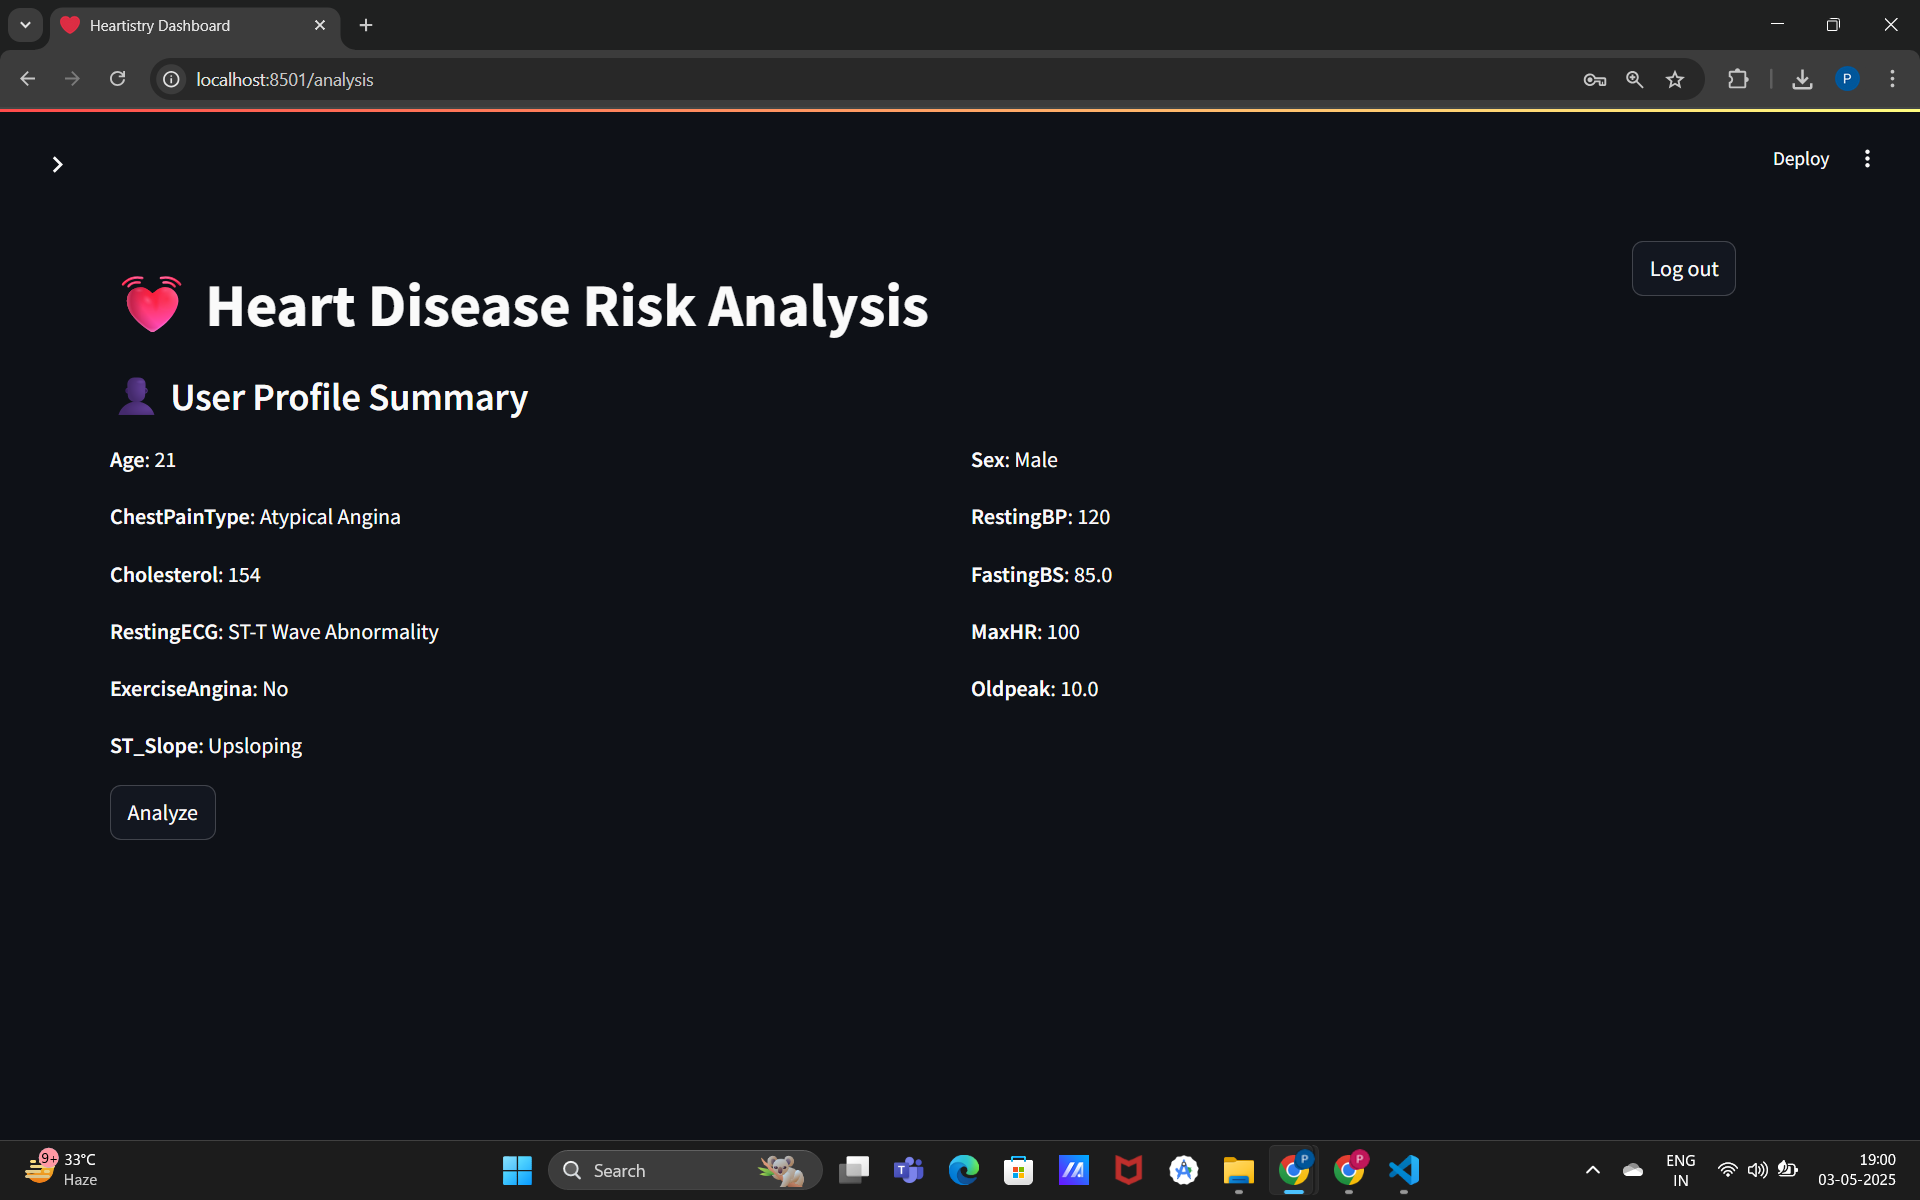 Heartistry Dashboard
localhost:8501/analysis
P
Deploy
Log out
Heart Disease Risk Analysis
User Profile Summary
Age: 21
Sex: Male
ChestPainType: Atypical Angina
RestingBP: 120
Cholesterol: 154
FastingBS: 85.0
RestingECG: ST-T Wave Abnormality
MaxHR: 100
ExerciseAngina: No
Oldpeak: 10.0
ST_Slope: Upsloping
Analyze
9+
33°C
Haze
Search
T
P
P
ENG
IN
19:00
03-05-2025